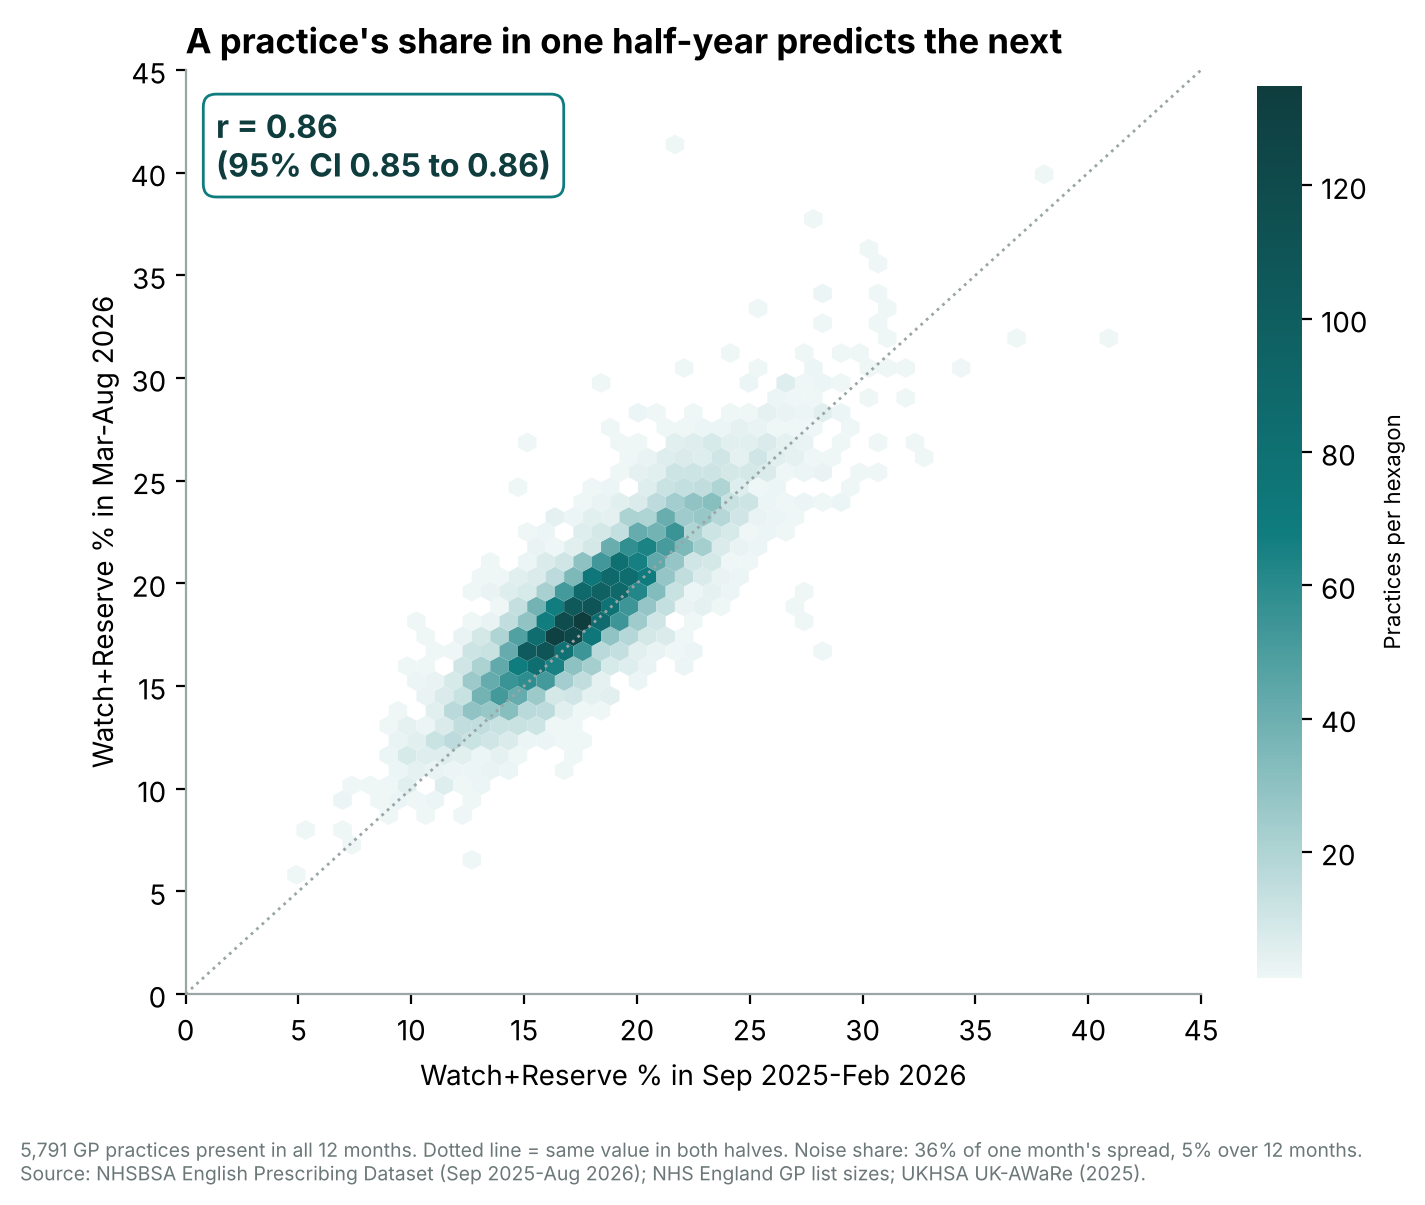 A practice's share in one half-year predicts the next
r = 0.86
(95% CI 0.85 to 0.86)
Watch+Reserve % in Mar-Aug 2026
45
40
35
30
25
20
15
10
5
0
0 5 10 15 20 25 30 35 40 45
Watch+Reserve % in Sep 2025-Feb 2026
120
100
80
60
40
20
Practices per hexagon
5,791 GP practices present in all 12 months. Dotted line = same value in both halves. Noise share: 36% of one month's spread, 5% over 12 months.
Source: NHSBSA English Prescribing Dataset (Sep 2025-Aug 2026); NHS England GP list sizes; UKHSA UK-AWaRe (2025).